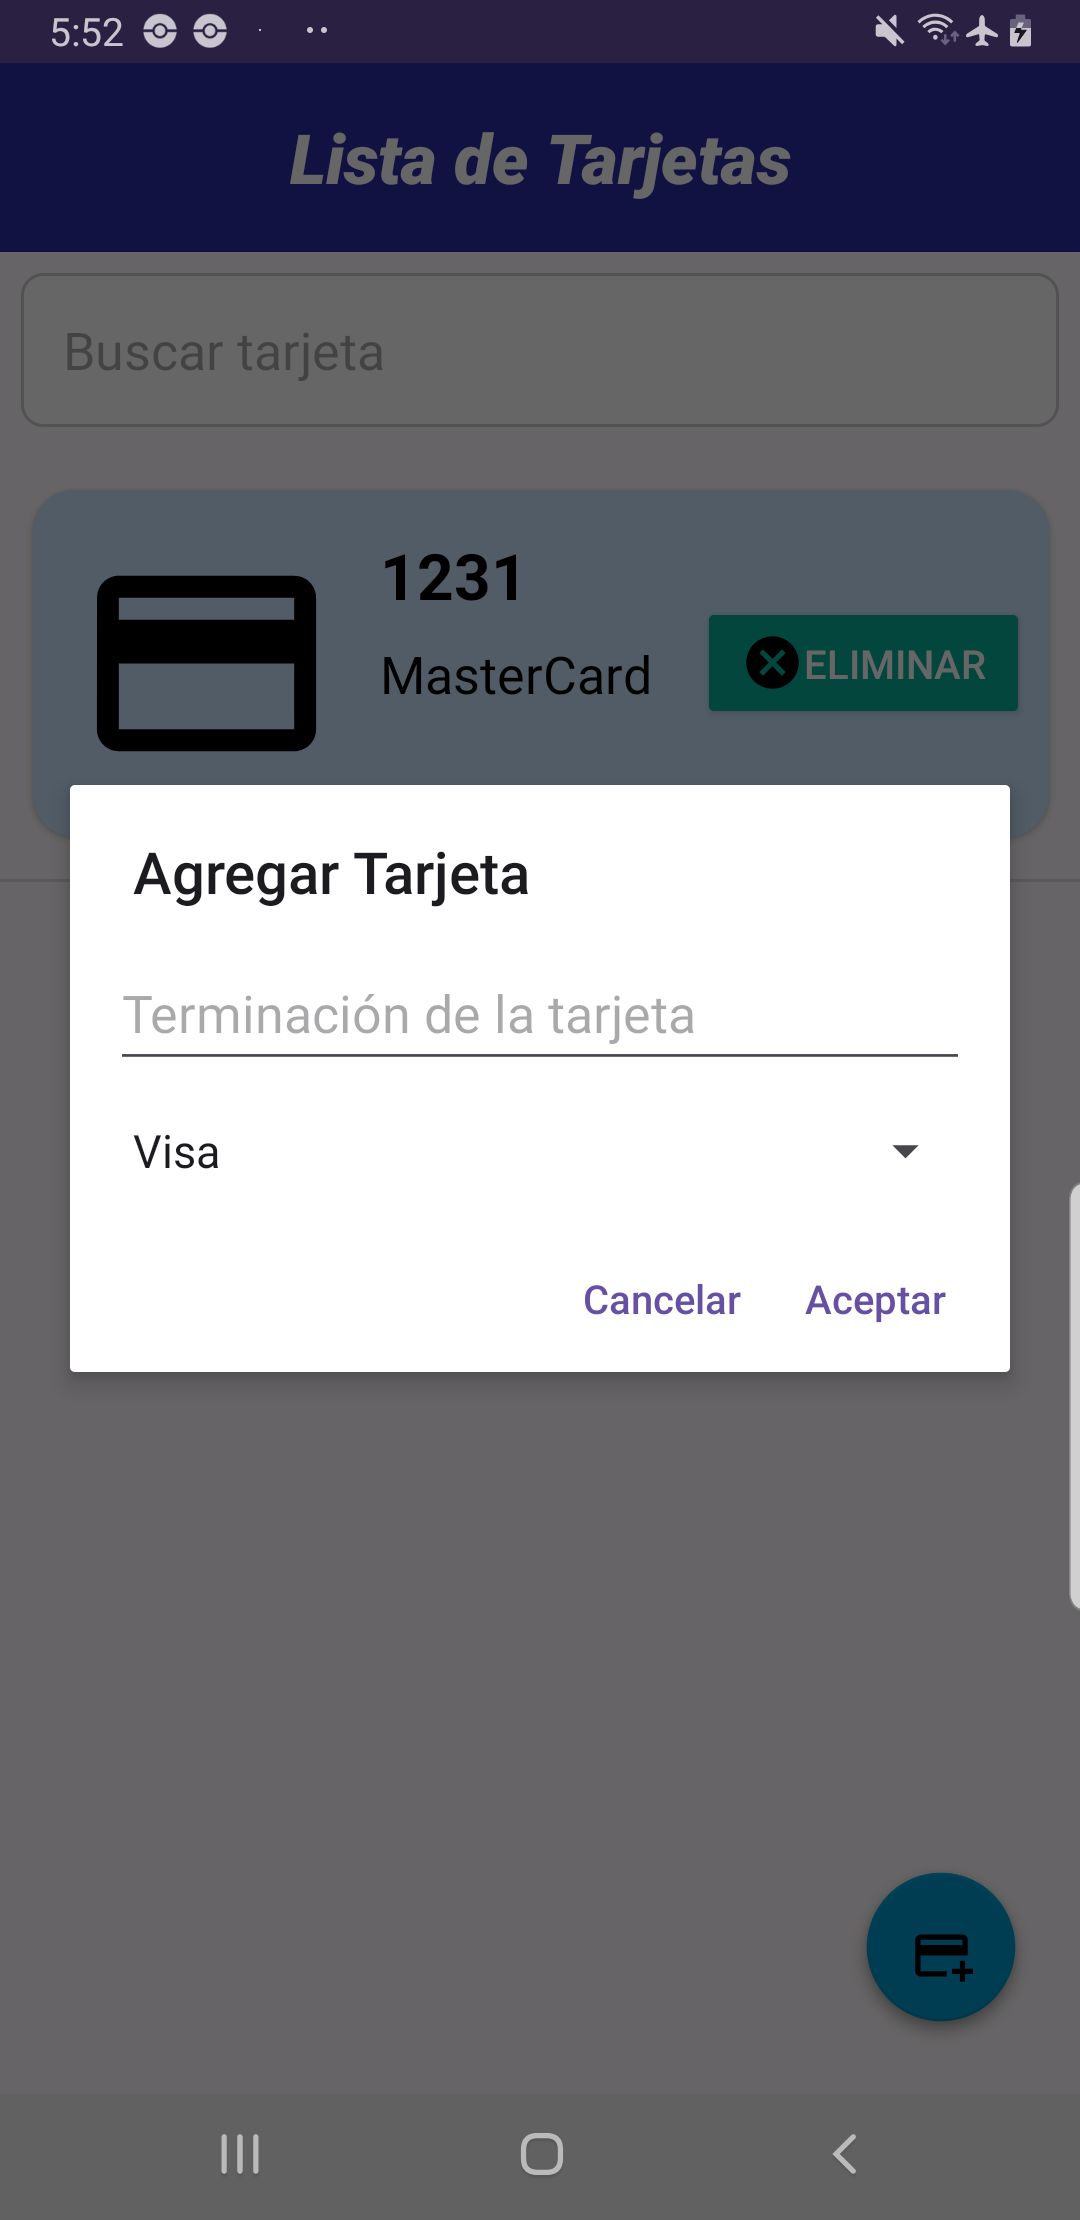 5:52
Lista de Tarjetas
Buscar tarjeta
1231
MasterCard
ELIMINAR
Agregar Tarjeta
Terminación de la tarjeta
Visa
Cancelar Aceptar